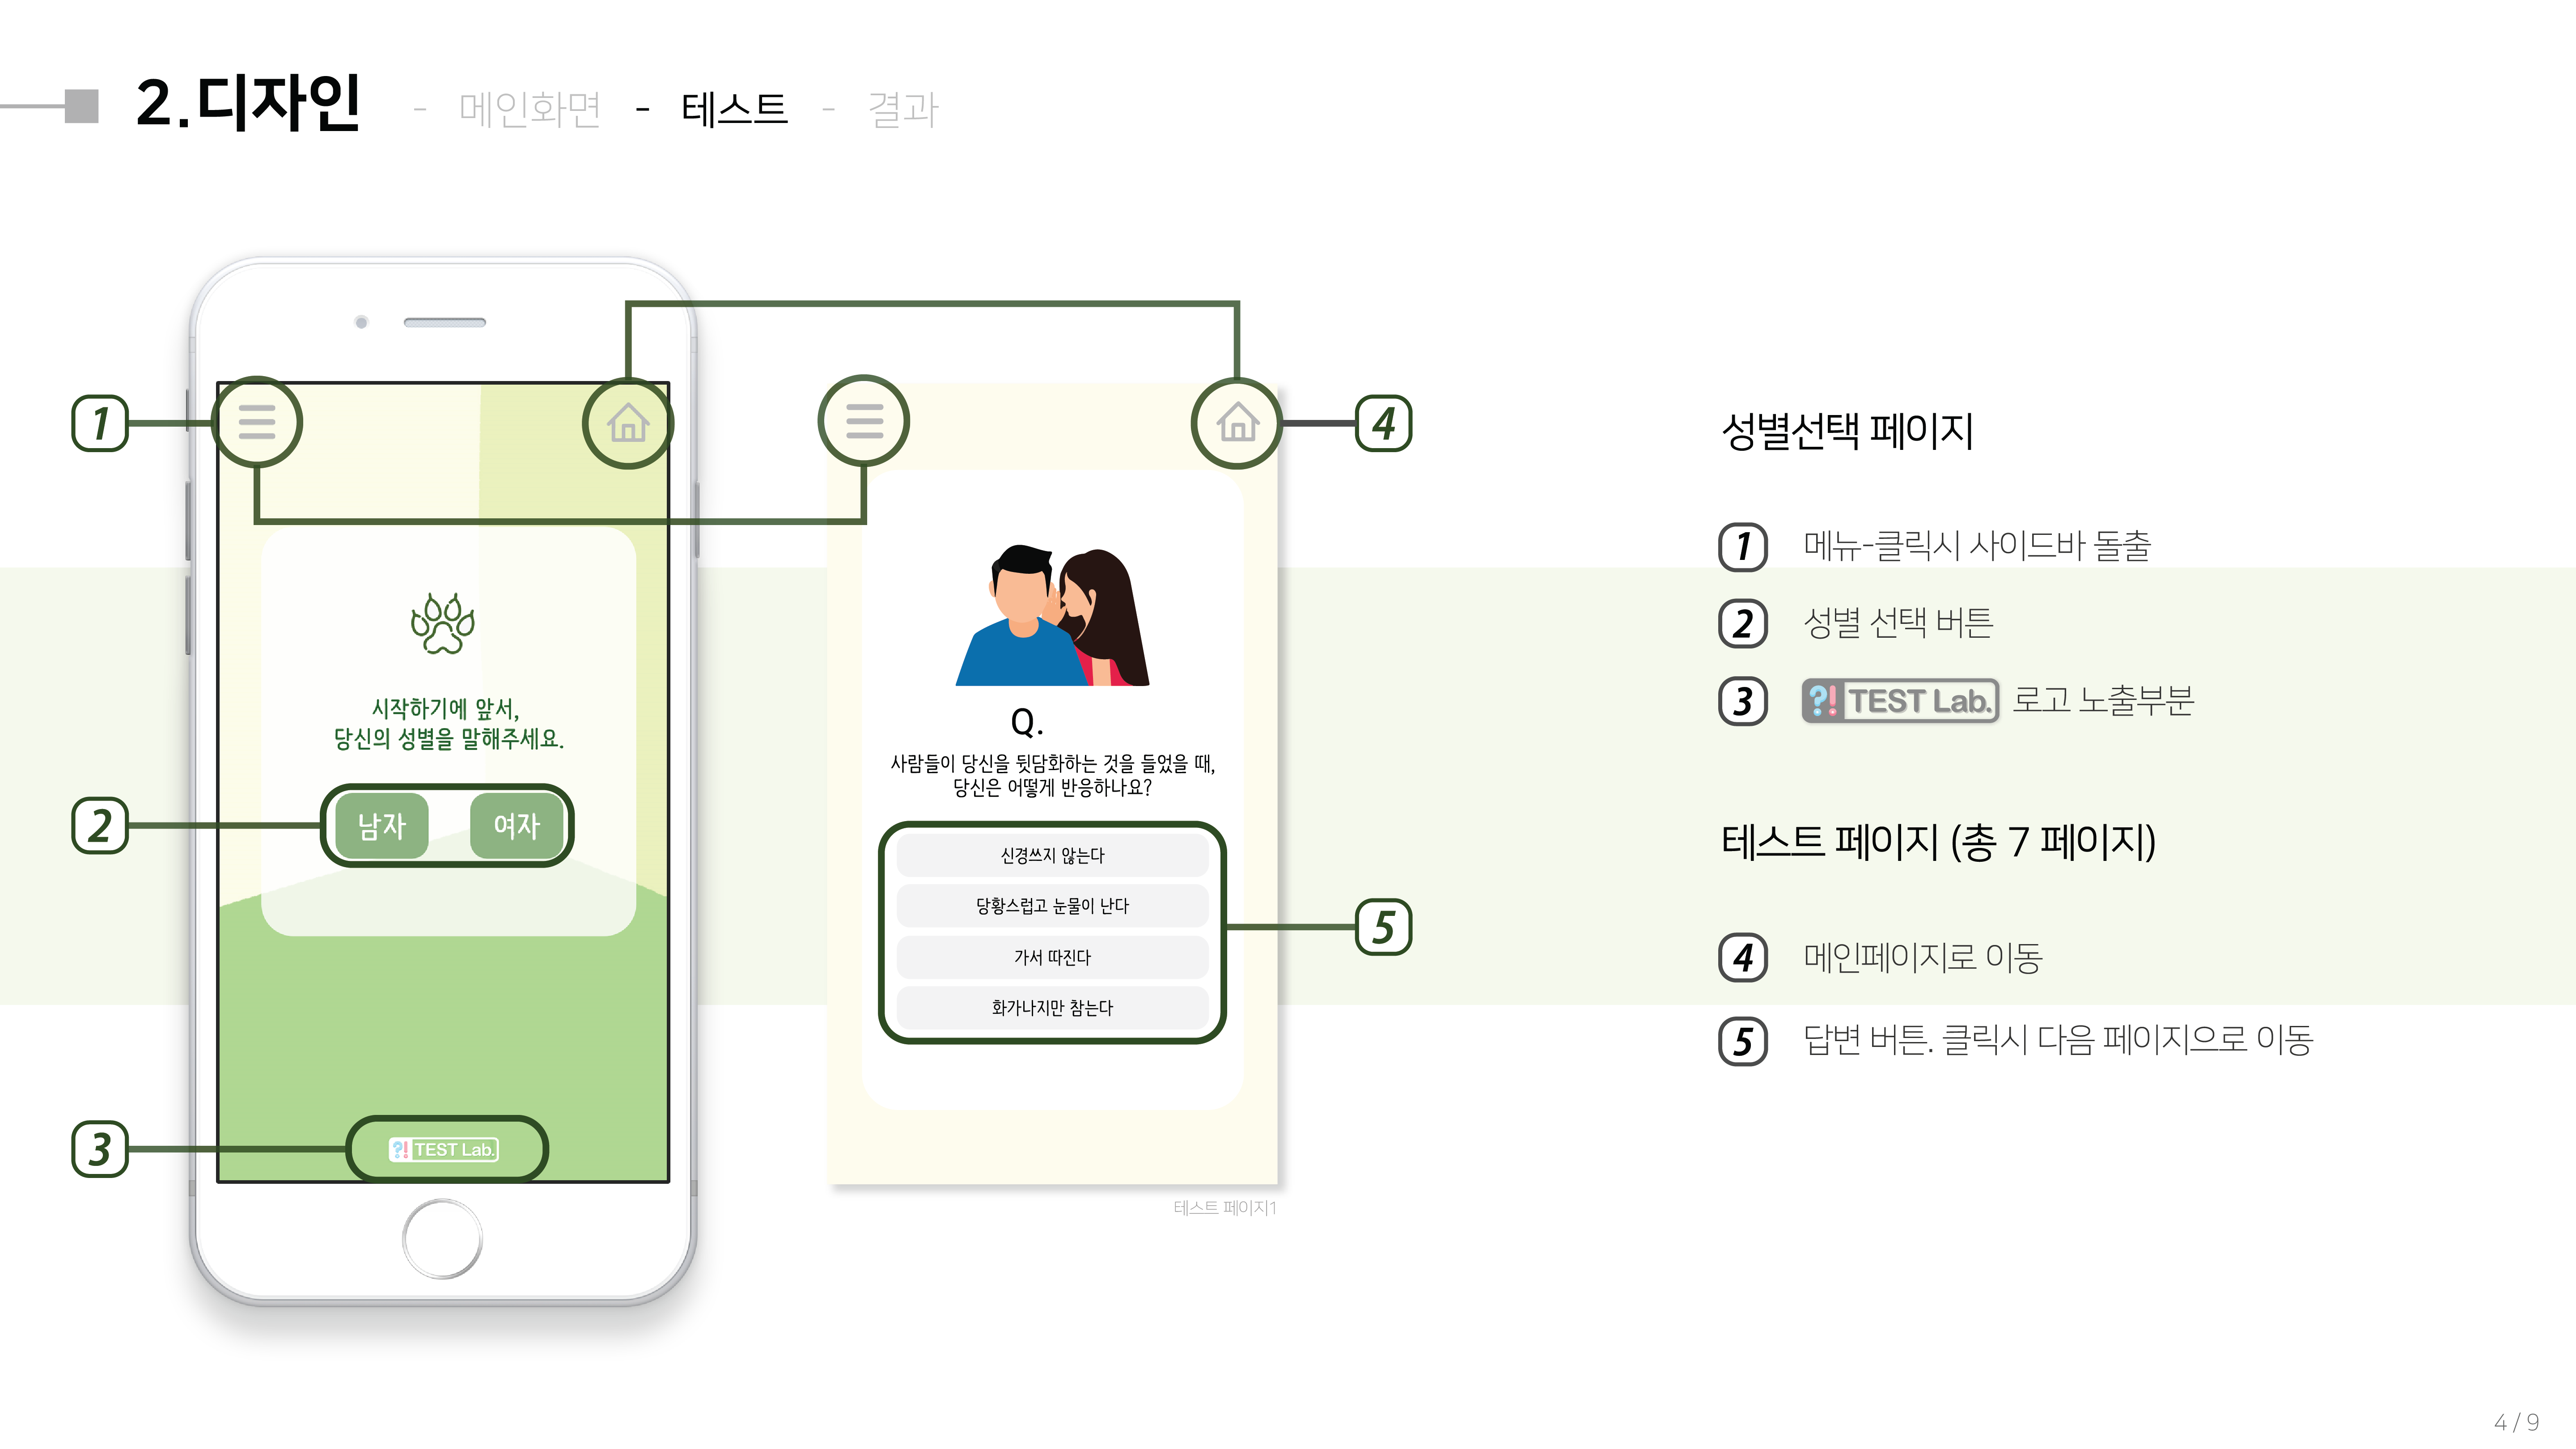 2.디자인 - 메인화면 - 테스트 - 결과
1
시작하기에 앞서,
당신의 성별을 말해주세요.
2
남자 여자
3
?! TEST Lab.
4
Q.
사람들이 당신을 뒷담화하는 것을 들었을 때,
당신은 어떻게 반응하나요?
신경쓰지 않는다
당황스럽고 눈물이 난다
가서 따진다
화가나지만 참는다
5
테스트 페이지1
성별선택 페이지
1 메뉴-클릭시 사이드바 돌출
2 성별 선택 버튼
3 ?! TEST Lab. 로고 노출부분
테스트 페이지 (총 7 페이지)
4 메인페이지로 이동
5 답변 버튼. 클릭시 다음 페이지으로 이동
4 / 9